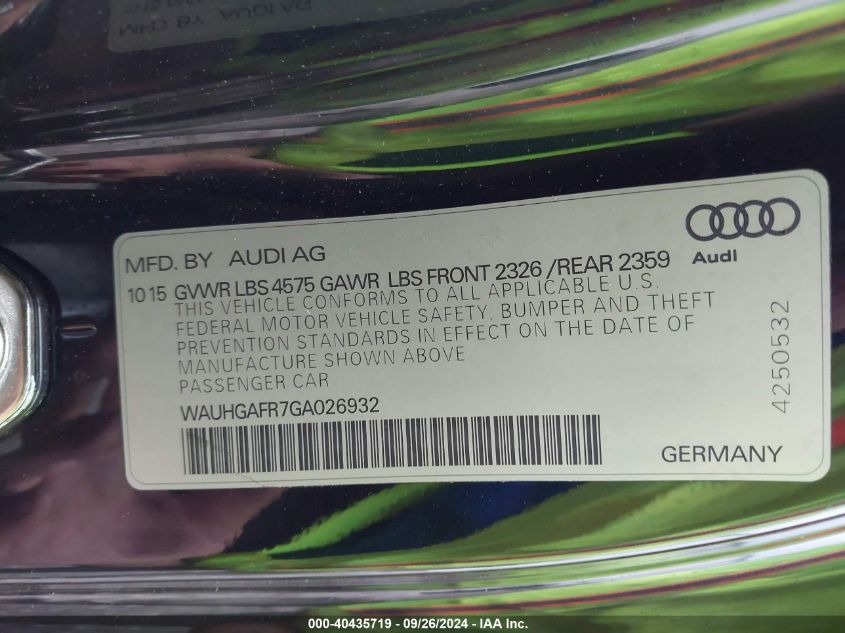 MFD. BY AUDI AG
Audi
10 15 GVWR LBS 4575 GAWR LBS FRONT 2326 /REAR 2359
THIS VEHICLE CONFORMS TO ALL APPLICABLE U.S.
FEDERAL MOTOR VEHICLE SAFETY, BUMPER AND THEFT
PREVENTION STANDARDS IN EFFECT ON THE DATE OF
MANUFACTURE SHOWN ABOVE
PASSENGER CAR
WAUHGAFR7GA026932
4250532
GERMANY
000-40435719 - 09/26/2024 - IAA Inc.